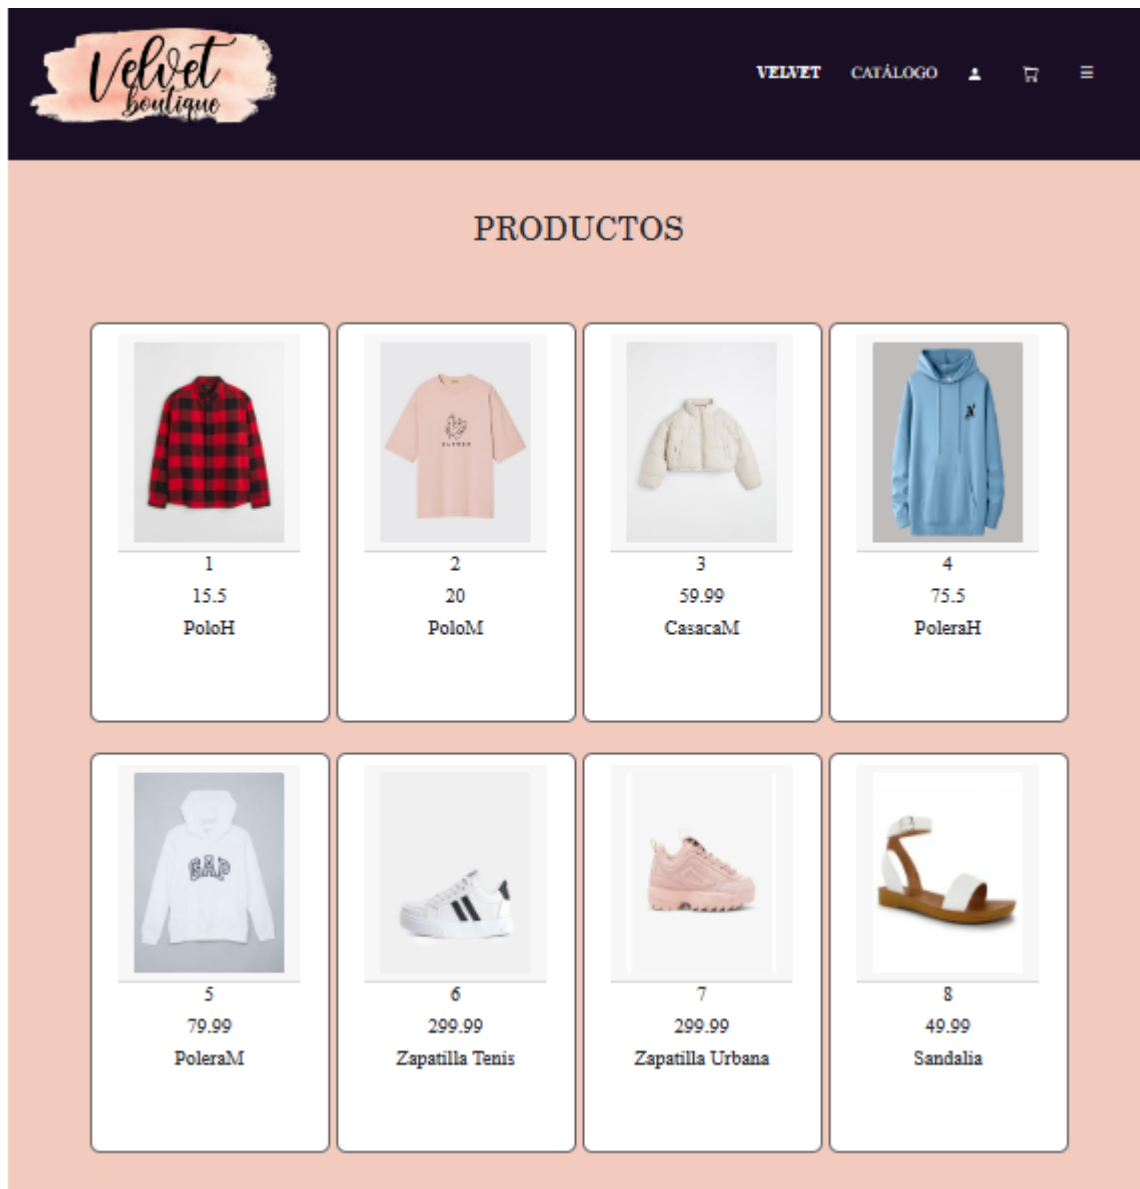 Velvet
boutique
VELVET CATÁLOGO
PRODUCTOS
1
15.5
PoloH
2
20
PoloM
3
59.99
CasacaM
4
75.5
PoleraH
GAP
5
79.99
PoleraM
6
299.99
Zapatilla Tenis
7
299.99
Zapatilla Urbana
8
49.99
Sandalia